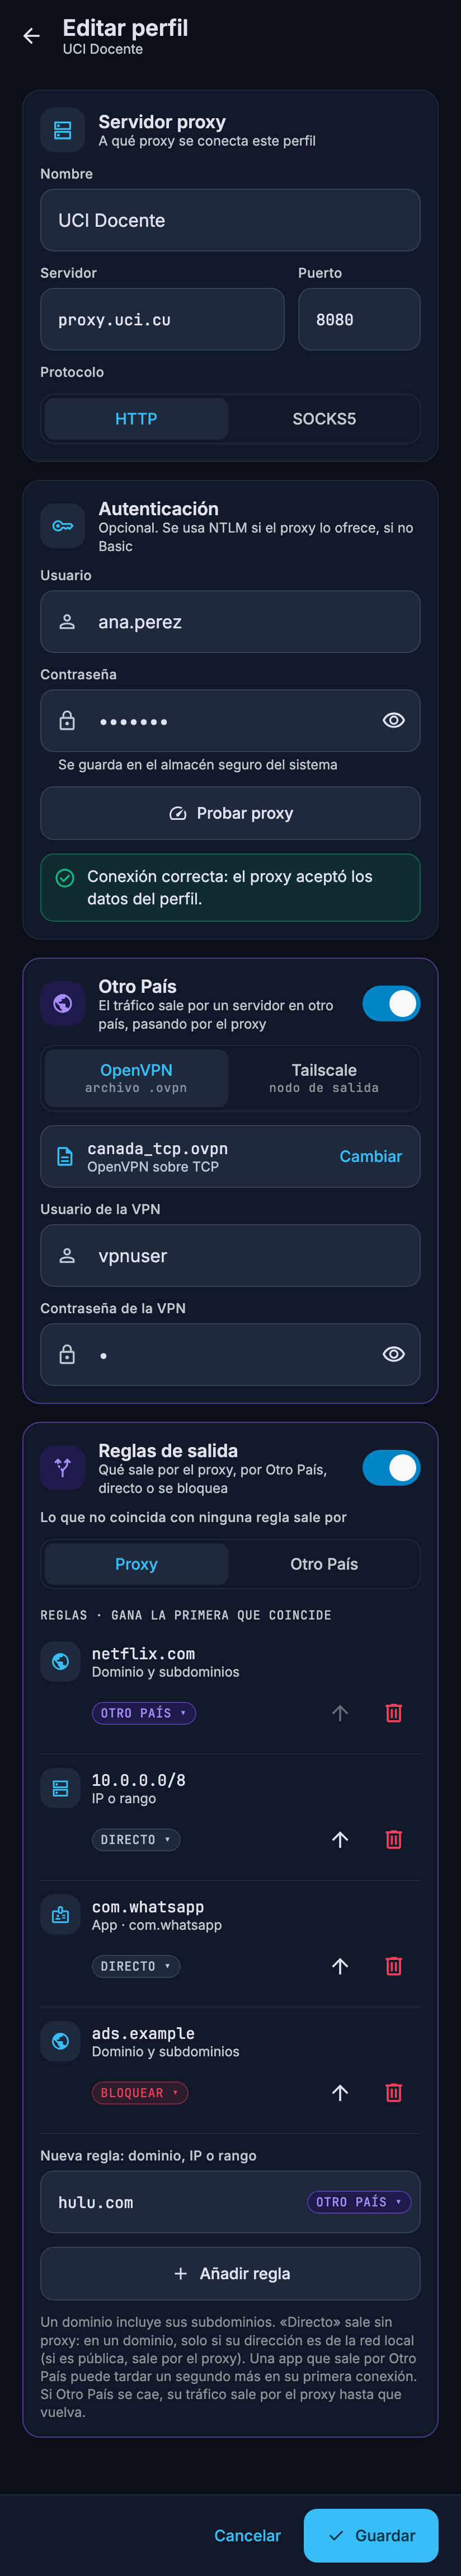 Editar perfil
UCI Docente
Servidor proxy
A qué proxy se conecta este perfil
Nombre
UCI Docente
Servidor
Puerto
proxy.uci.cu
8080
Protocolo
HTTP
SOCKS5
Autenticación
Opcional. Se usa NTLM si el proxy lo ofrece, si no
Basic
Usuario
ana.perez
Contraseña
•••••••
Se guarda en el almacén seguro del sistema
Probar proxy
Conexión correcta: el proxy aceptó los
datos del perfil.
Otro País
El tráfico sale por un servidor en otro
país, pasando por el proxy
OpenVPN
archivo .ovpn
Tailscale
nodo de salida
canada_tcp.ovpn
OpenVPN sobre TCP
Cambiar
Usuario de la VPN
vpnuser
Contraseña de la VPN
•
Reglas de salida
Qué sale por el proxy, por Otro País,
directo o se bloquea
Lo que no coincida con ninguna regla sale por
Proxy
Otro País
REGLAS · GANA LA PRIMERA QUE COINCIDE
netflix.com
Dominio y subdominios
OTRO PAÍS ▾
10.0.0.0/8
IP o rango
DIRECTO ▾
com.whatsapp
App · com.whatsapp
DIRECTO ▾
ads.example
Dominio y subdominios
BLOQUEAR ▾
Nueva regla: dominio, IP o rango
hulu.com
OTRO PAÍS ▾
Añadir regla
Un dominio incluye sus subdominios. «Directo» sale sin
proxy: en un dominio, solo si su dirección es de la red local
(si es pública, sale por el proxy). Una app que sale por Otro
País puede tardar un segundo más en su primera conexión.
Si Otro País se cae, su tráfico sale por el proxy hasta que
vuelva.
Cancelar
Guardar